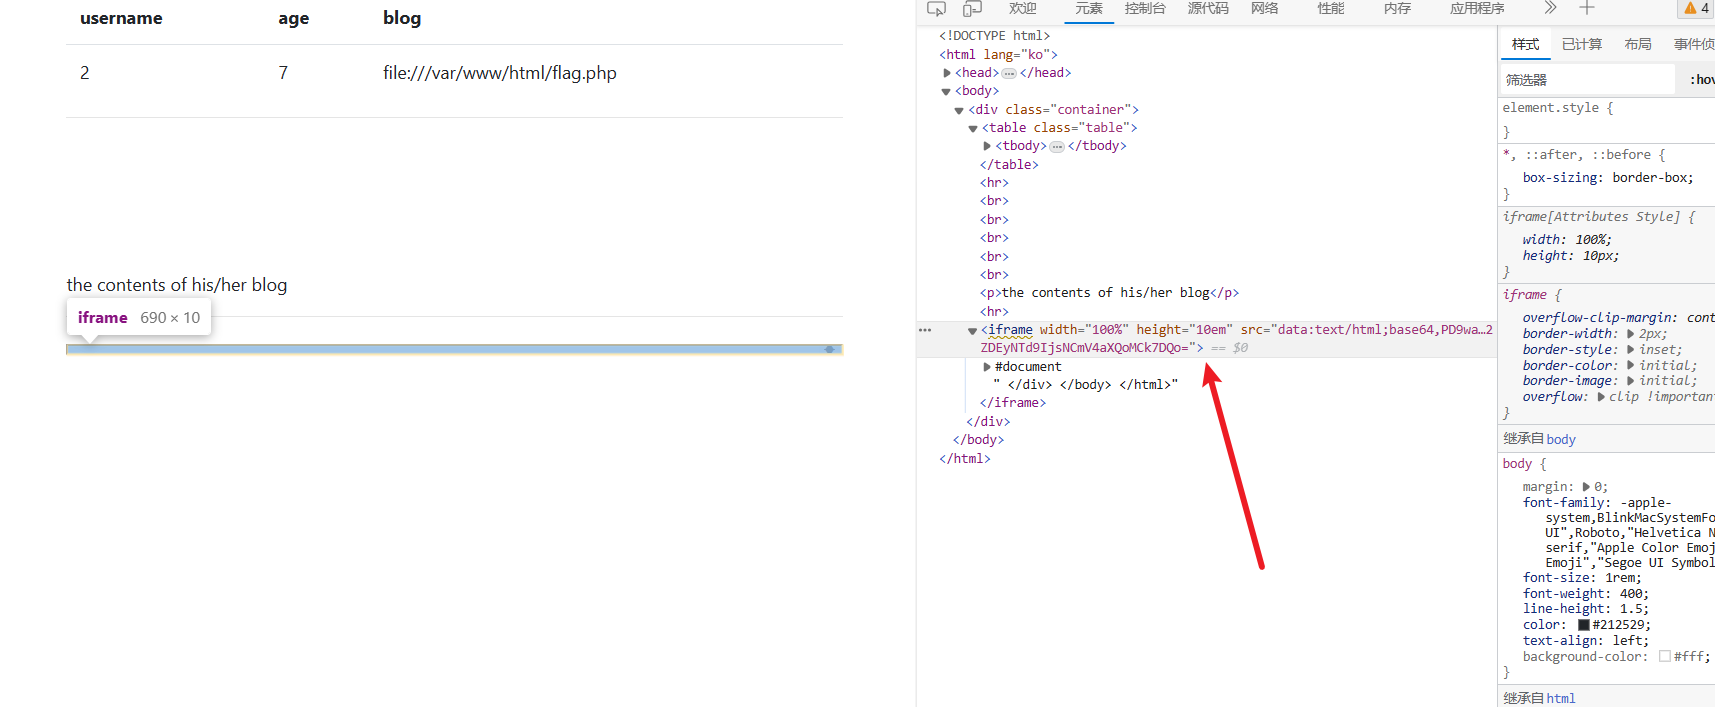 username age blog
2 7 file:///var/www/html/flag.php
the contents of his/her blog
iframe 690 × 10
欢迎 元素 控制台 源代码 网络 性能 内存 应用程序 4
<!DOCTYPE html>
<html lang="ko">
<head> … </head>
<body>
<div class="container">
<table class="table">
<tbody> … </tbody>
</table>
<hr>
<br>
<br>
<br>
<br>
<br>
<p>the contents of his/her blog</p>
<hr>
<iframe width="100%" height="10em" src="data:text/html;base64,PD9wa…2
ZDEyNTd9IjsNCmV4aXQoMCk7DQo="> == $0
#document
" </div> </body> </html>"
</iframe>
</div>
</body>
</html>
样式 已计算 布局 事件侦
筛选器 :hov
element.style {
}
*, ::after, ::before {
box-sizing: border-box;
}
iframe[Attributes Style] {
width: 100%;
height: 10px;
}
iframe {
overflow-clip-margin: cont
border-width: 2px;
border-style: inset;
border-color: initial;
border-image: initial;
overflow: clip !important
}
继承自 body
body {
margin: 0;
font-family: -apple-
system,BlinkMacSystemFo
UI",Roboto,"Helvetica N
serif,"Apple Color Emoj
Emoji","Segoe UI Symbol
font-size: 1rem;
font-weight: 400;
line-height: 1.5;
color: #212529;
text-align: left;
background-color: #fff;
}
继承自 html